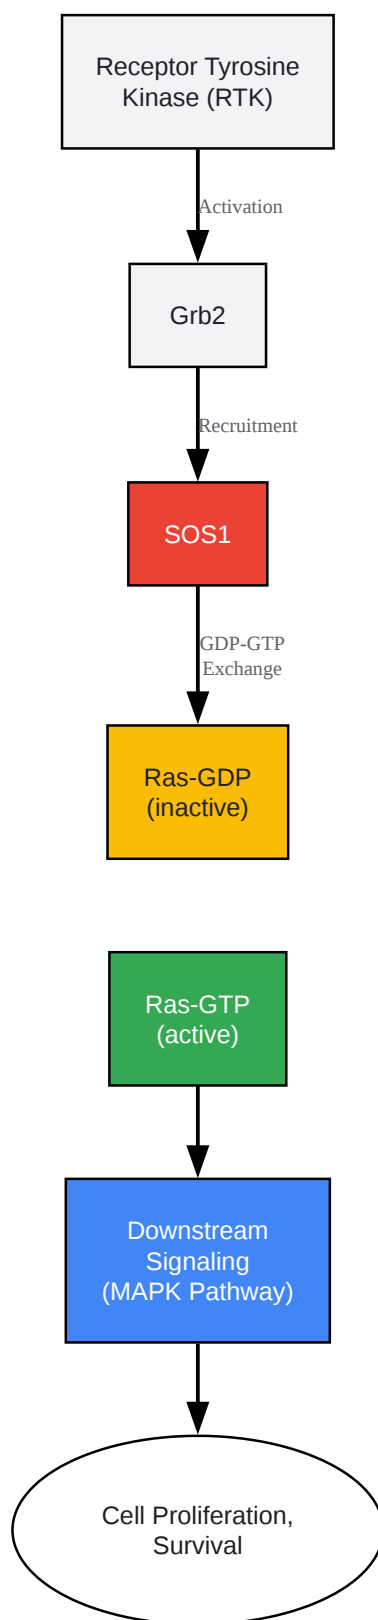 Receptor Tyrosine
Kinase (RTK)
Activation
Grb2
Recruitment
SOS1
GDP-GTP
Exchange
Ras-GDP
(inactive)
Ras-GTP
(active)
Downstream
Signaling
(MAPK Pathway)
Cell Proliferation,
Survival